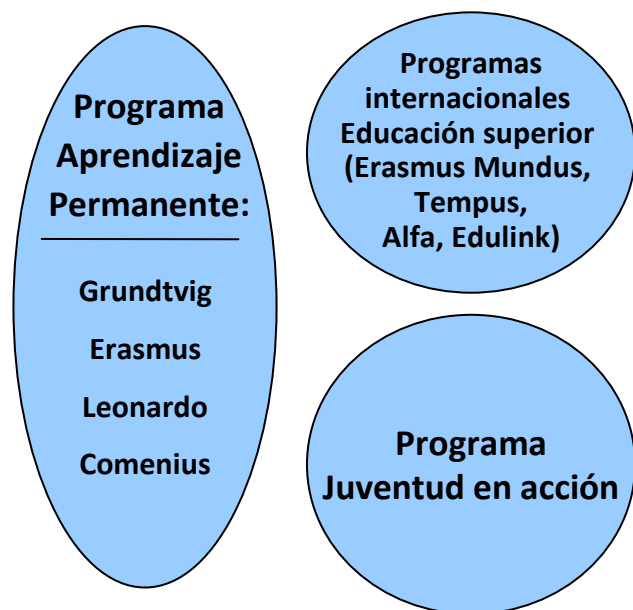 Programa
Aprendizaje
Permanente:
Grundtvig
Erasmus
Leonardo
Comenius
Programas
internacionales
Educación superior
(Erasmus Mundus,
Tempus,
Alfa, Edulink)
Programa
Juventud en acción